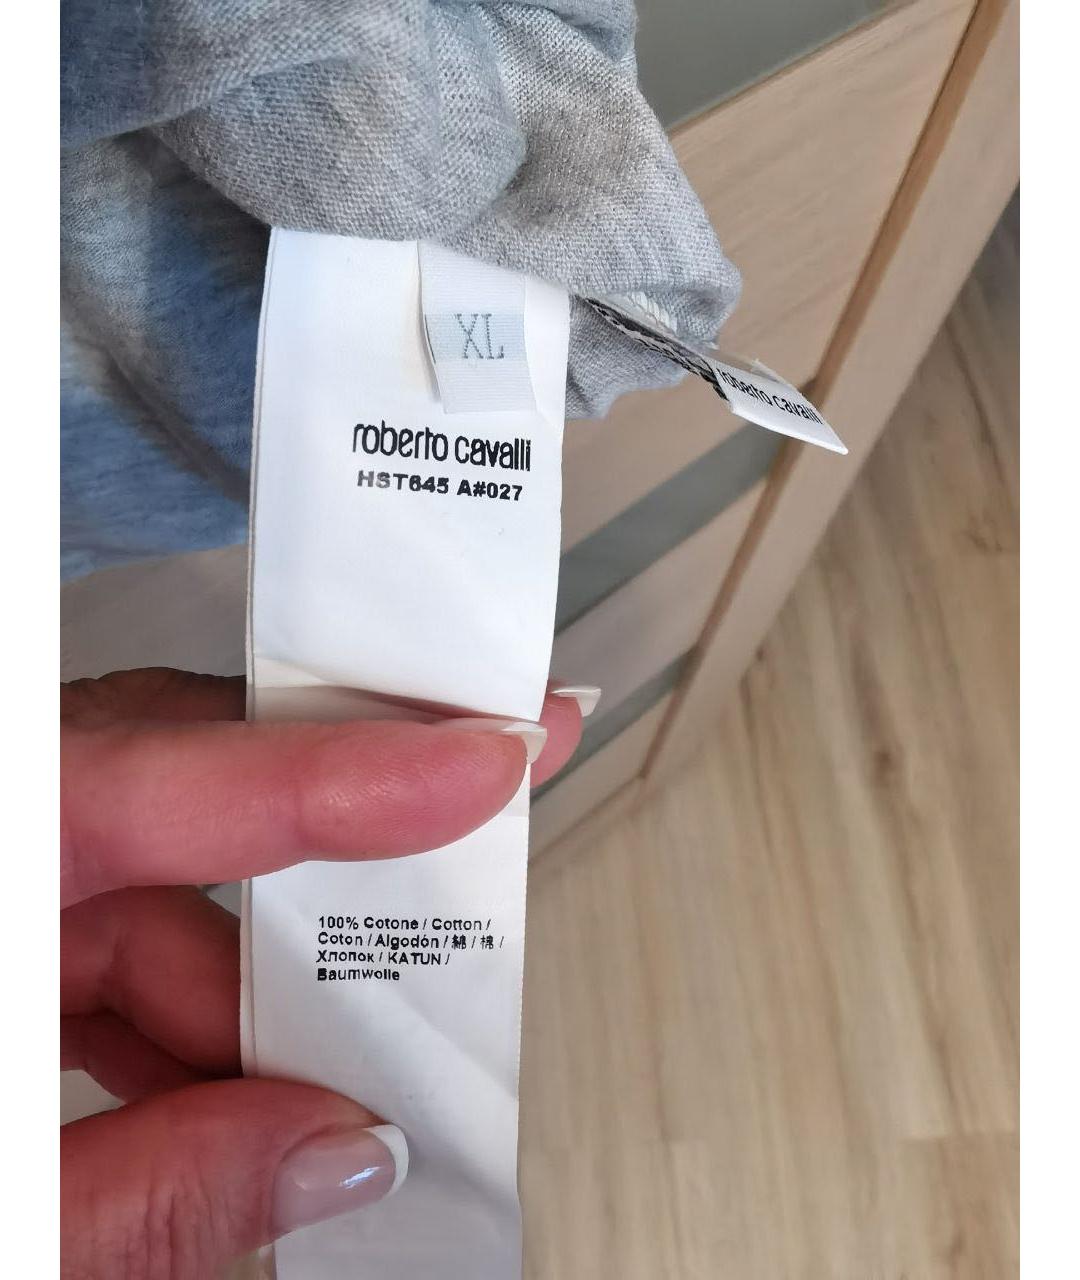 XL
roberto cavalli
roberto cavalli
HST645 A#027
100% Cotone / Cotton /
Coton / Algodón / 綿 / 棉 /
Хлопок / KATUN /
Baumwolle